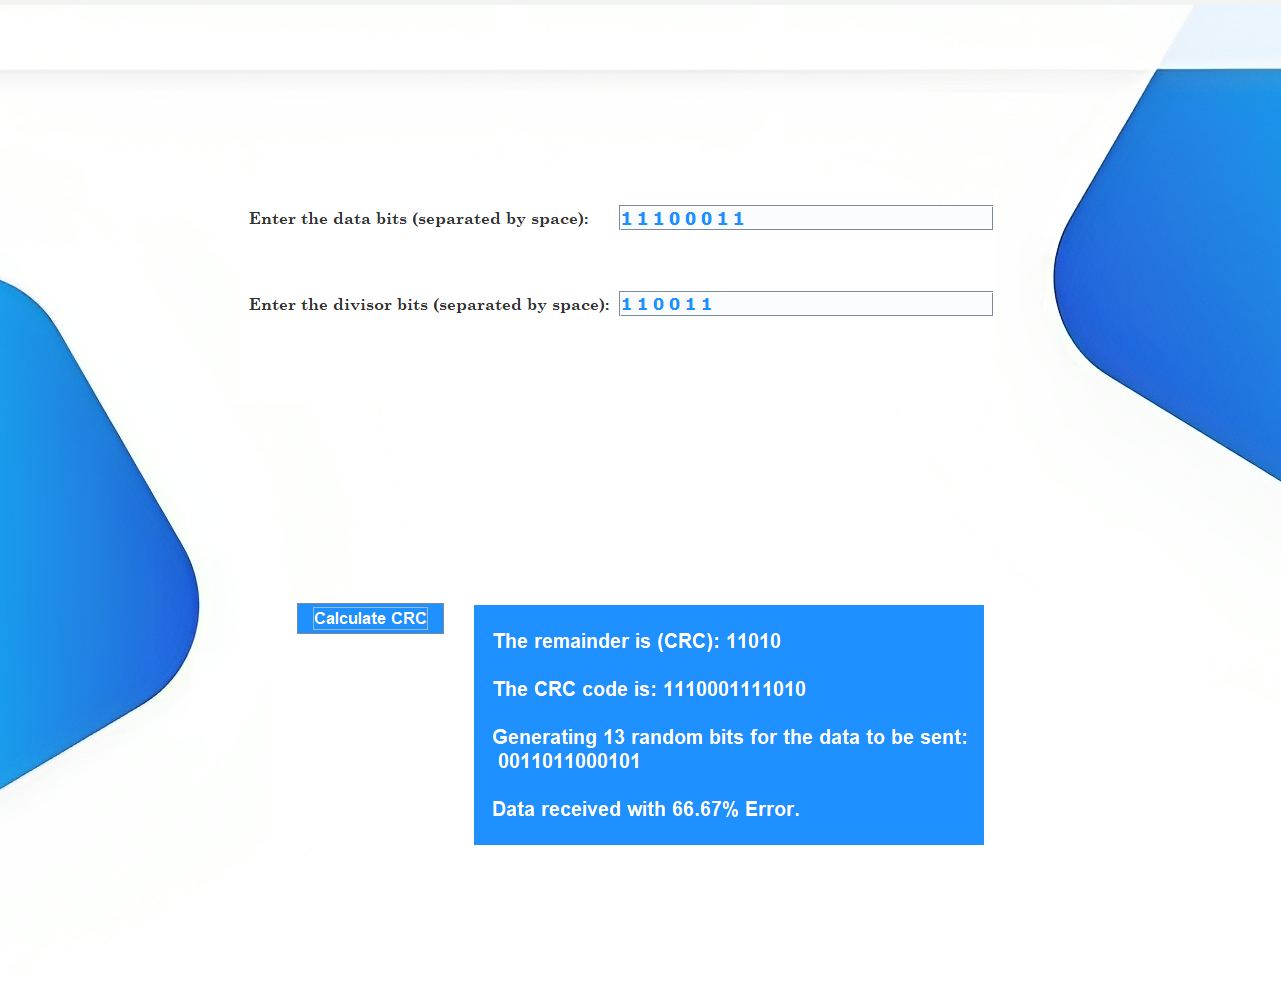 Enter the data bits (separated by space):
1 1 1 0 0 0 1 1
Enter the divisor bits (separated by space):
1 1 0 0 1 1
Calculate CRC
The remainder is (CRC): 11010
The CRC code is: 1110001111010
Generating 13 random bits for the data to be sent:
0011011000101
Data received with 66.67% Error.